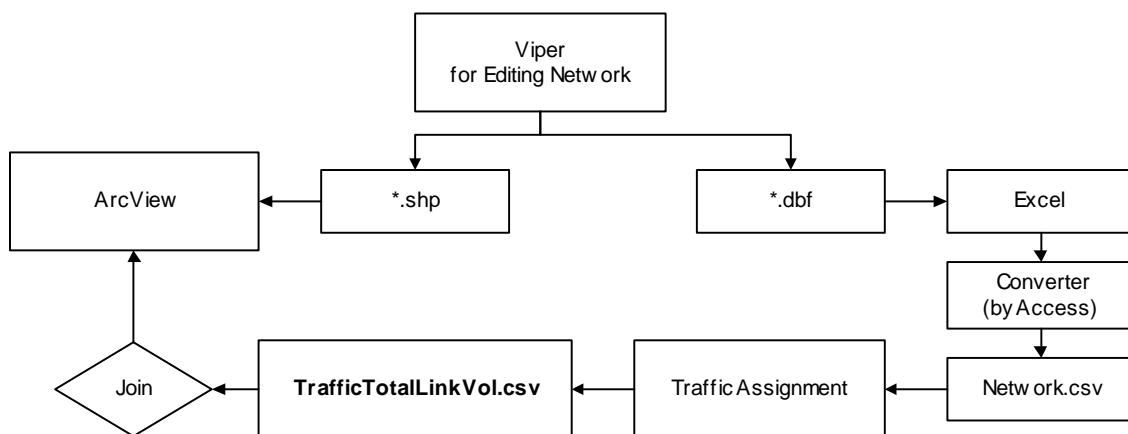 Viper
for Editing Network
ArcView
*.shp
*.dbf
Excel
Converter
(by Access)
Join
TrafficTotalLinkVol.csv
Traffic Assignment
Network.csv